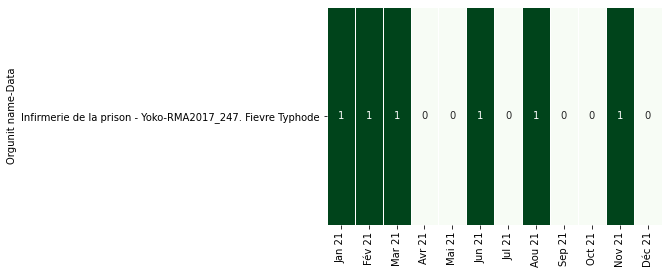 Orgunit name-Data
Infirmerie de la prison - Yoko-RMA2017_247. Fievre Typhode
1 1 1 0 0 1 0 1 0 0 1 0
Jan 21 Fév 21 Mar 21 Avr 21 Mai 21 Jun 21 Jul 21 Aou 21 Sep 21 Oct 21 Nov 21 Déc 21